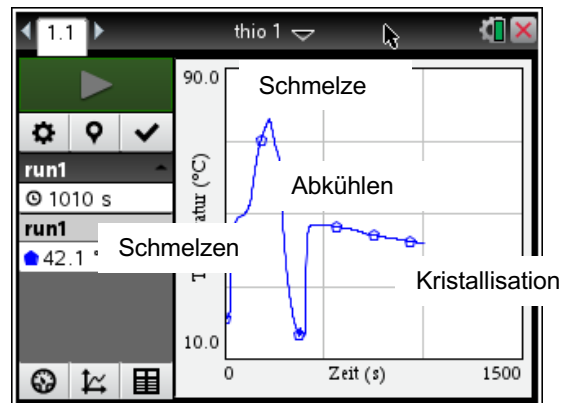 1.1 thio 1
90.0
Schmelze
run1
1010 s
Abkühlen
run1
Schmelzen
42.1
Kristallisation
10.0
0 Zeit (s) 1500